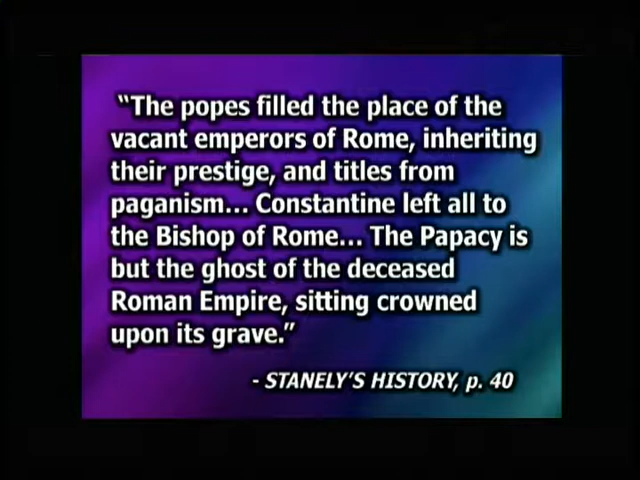 “The popes filled the place of the
vacant emperors of Rome, inheriting
their prestige, and titles from
paganism... Constantine left all to
the Bishop of Rome... The Papacy is
but the ghost of the deceased
Roman Empire, sitting crowned
upon its grave.”
- STANELY’S HISTORY, p. 40